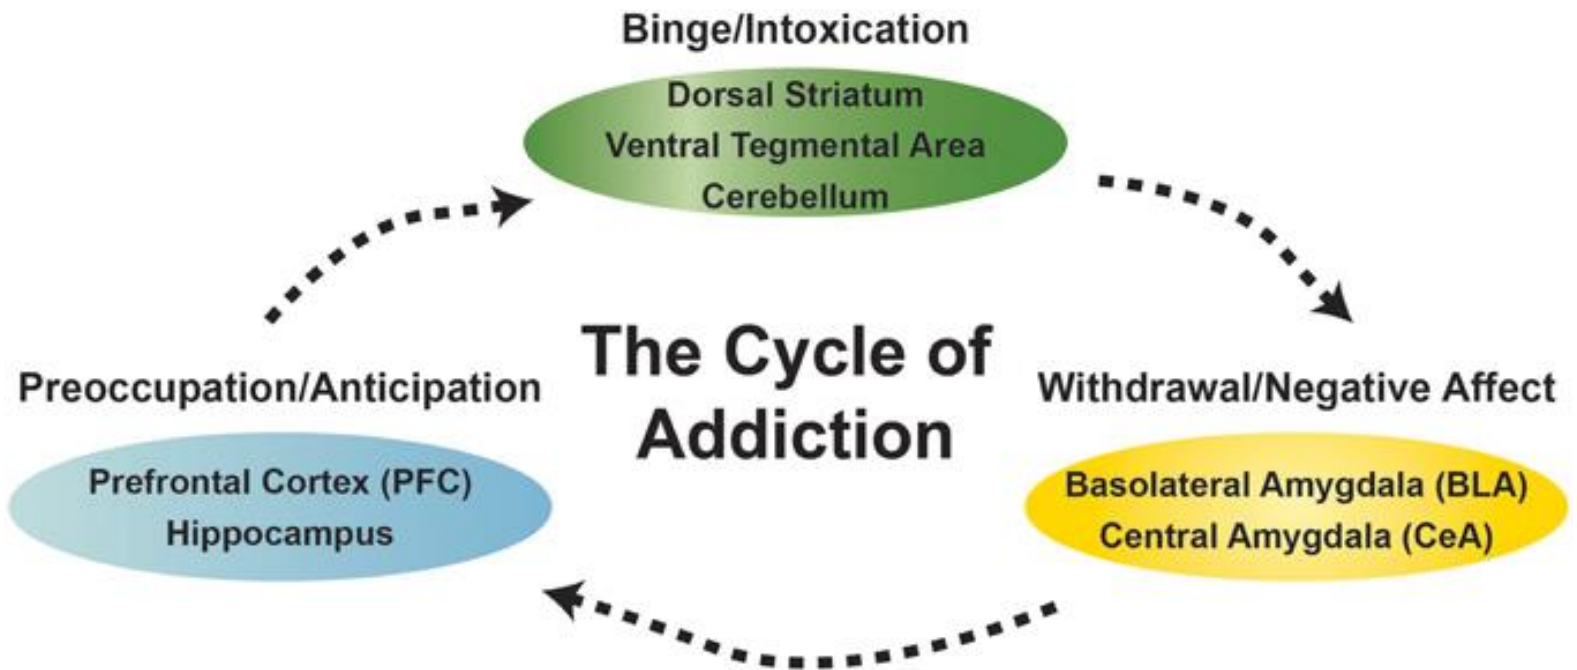 Binge/Intoxication
Dorsal Striatum
Ventral Tegmental Area
Cerebellum
The Cycle of
Addiction
Preoccupation/Anticipation
Prefrontal Cortex (PFC)
Hippocampus
Withdrawal/Negative Affect
Basolateral Amygdala (BLA)
Central Amygdala (CeA)